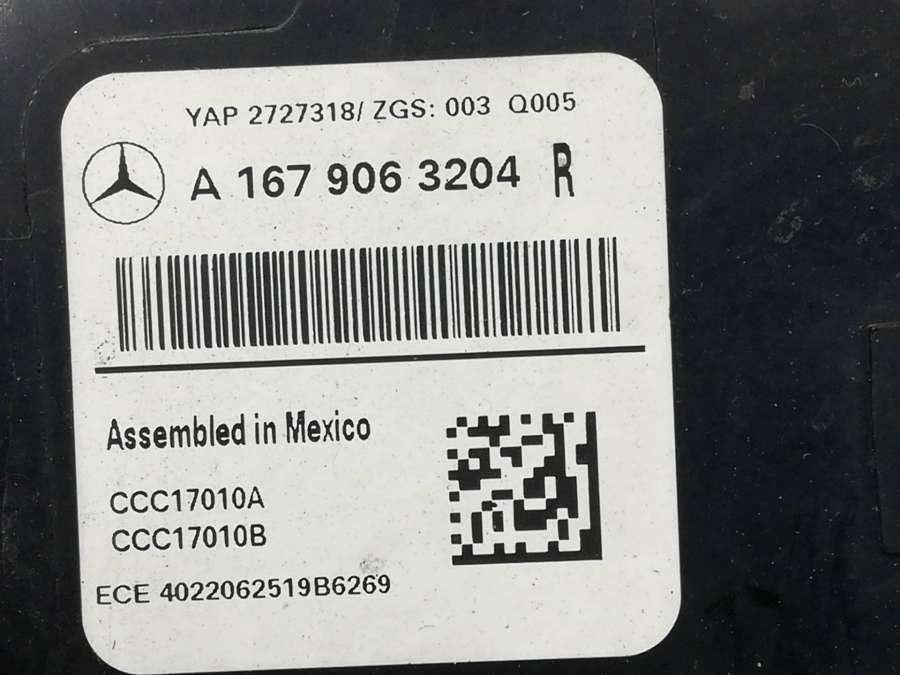 YAP 2727318/ ZGS: 003 Q005
A 167 906 3204 R
Assembled in Mexico
CCC17010A
CCC17010B
ECE 4022062519B6269